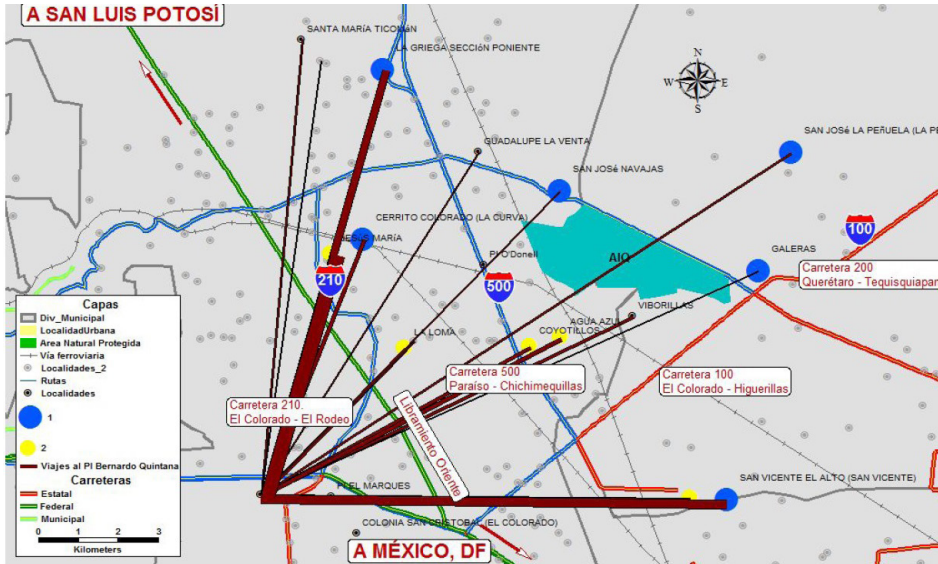 A SAN LUIS POTOSÍ
SANTA MARÍA TICOMáN
LA GRIEGA SECCIóN PONIENTE
N
W E
S
GUADALUPE LA VENTA
SAN JOSé LA PEñUELA (LA PE
SAN JOSé NAVAJAS
CERRITO COLORADO (LA CURVA)
JESúS MARÍA
PI O'Donell
AIQ
100
GALERAS
210
500
Carretera 200
Querétaro - Tequisquiapan
VIBORILLAS
AGUA AZUL
COYOTILLOS
LA LOMA
Carretera 500
Paraíso - Chichimequillas
Carretera 100
El Colorado - Higuerillas
Carretera 210.
El Colorado - El Rodeo
Libramiento Oriente
SAN VICENTE EL ALTO (SAN VICENTE)
PI EL MARQUES
COLONIA SAN CRISTOBAL (EL COLORADO)
A MÉXICO, DF
Capas
Div_Municipal
LocalidadUrbana
Area Natural Protegida
Vía ferroviaria
Localidades_2
Rutas
Localidades
1
2
Viajes al PI Bernardo Quintana
Carreteras
Estatal
Federal
Municipal
0 1 2 3
Kilometers